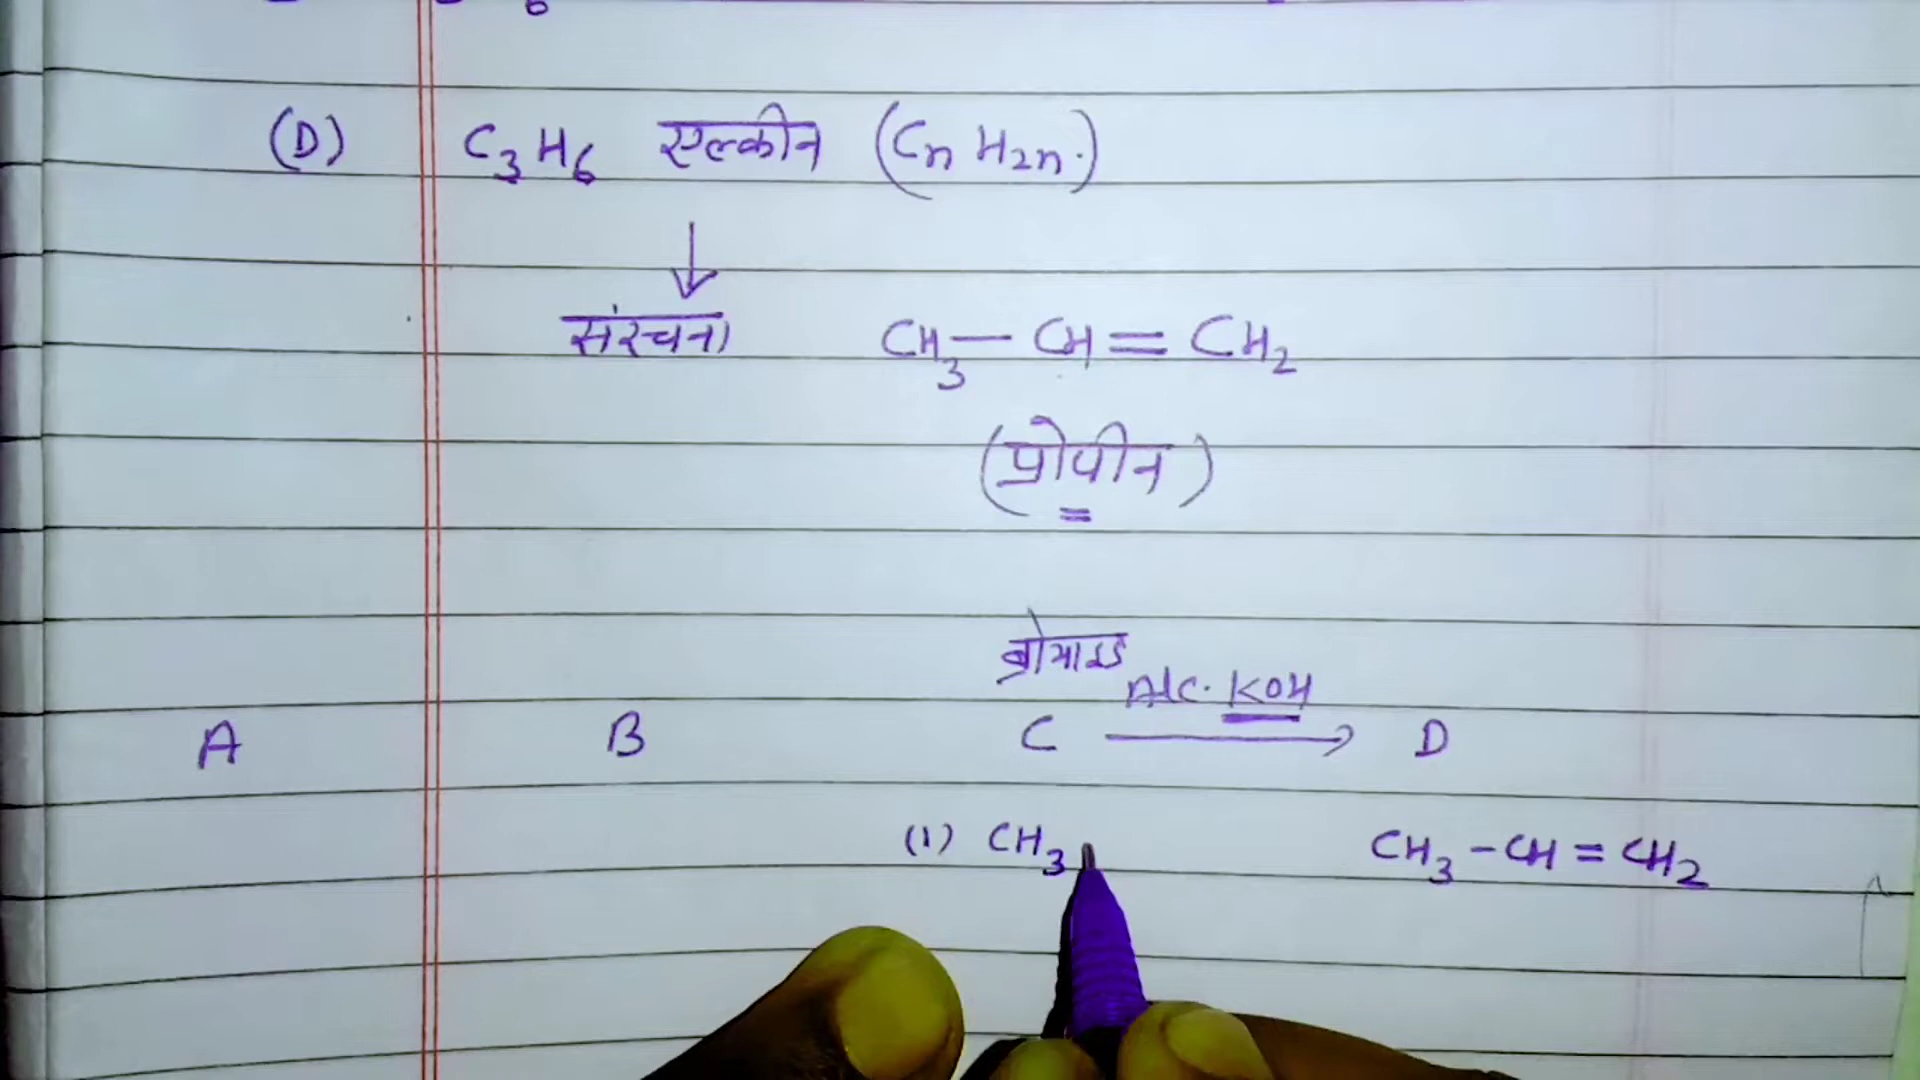 (D) C₃H₆ एल्कीन (CₙH₂ₙ.)
↓
संरचना CH₃—CH=CH₂
(प्रोपीन)
ब्रोमाइड
Alc. KOH
A B C ⟶ D
(1) CH₃ CH₃-CH=CH₂